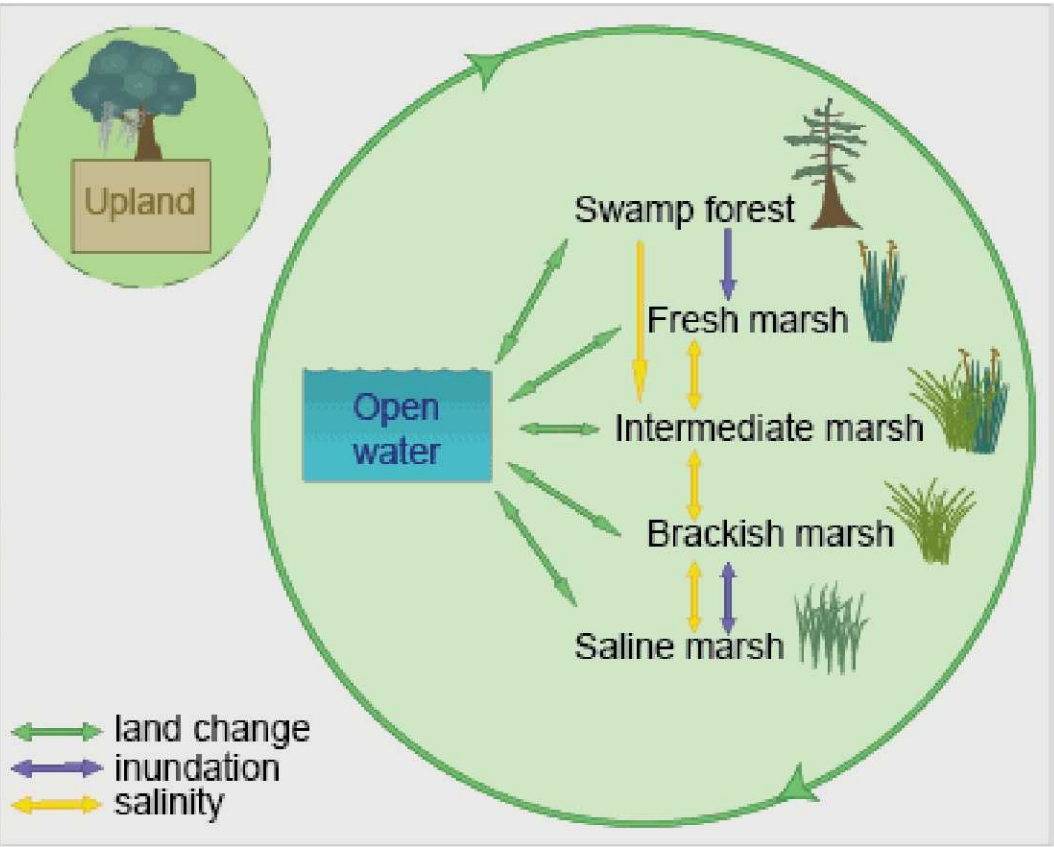 Upland
Swamp forest
Fresh marsh
Open
water
Intermediate marsh
Brackish marsh
Saline marsh
land change
inundation
salinity